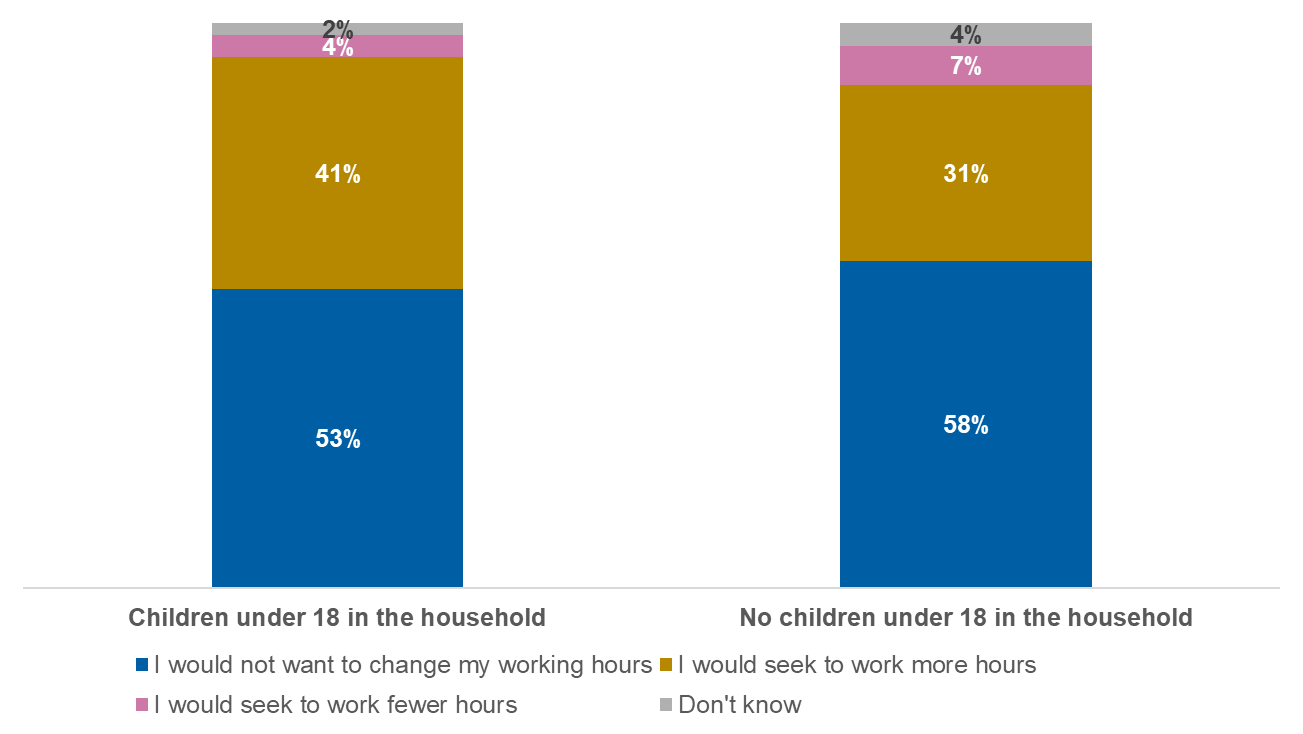 2%
4%
4%
7%
41%
31%
53%
58%
Children under 18 in the household
No children under 18 in the household
I would not want to change my working hours
I would seek to work more hours
I would seek to work fewer hours
Don't know